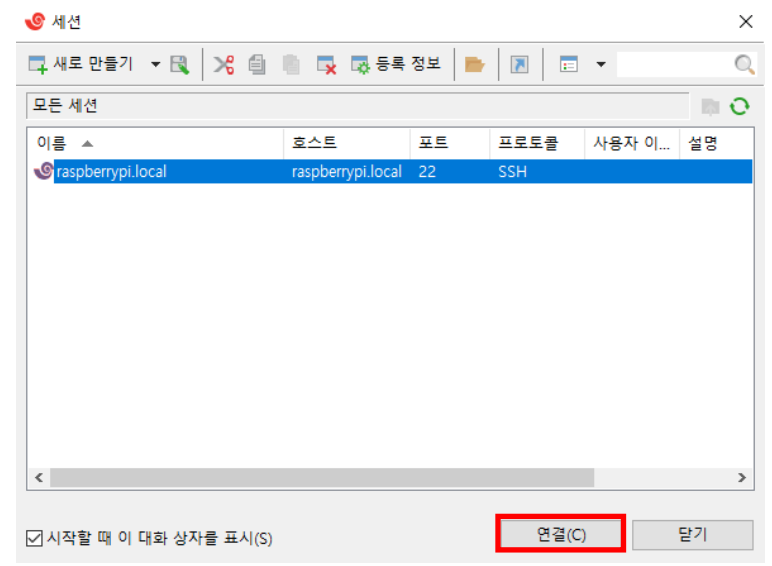 세션
새로 만들기 등록 정보
모든 세션
이름 호스트 포트 프로토콜 사용자 이... 설명
raspberrypi.local raspberrypi.local 22 SSH
시작할 때 이 대화 상자를 표시(S) 연결(C) 닫기